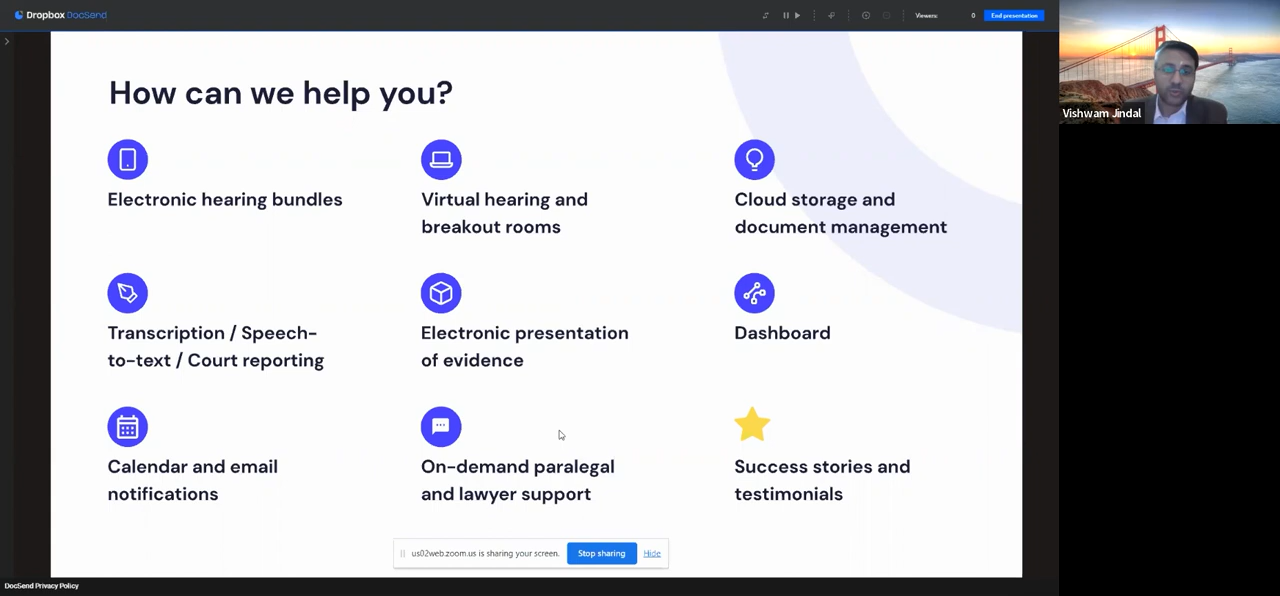 Dropbox DocSend
Viewers: 0
End presentation
Vishwam Jindal
How can we help you?
Electronic hearing bundles
Virtual hearing and
breakout rooms
Cloud storage and
document management
Transcription / Speech-
to-text / Court reporting
Electronic presentation
of evidence
Dashboard
Calendar and email
notifications
On-demand paralegal
and lawyer support
Success stories and
testimonials
us02web.zoom.us is sharing your screen. Stop sharing Hide
DocSend Privacy Policy